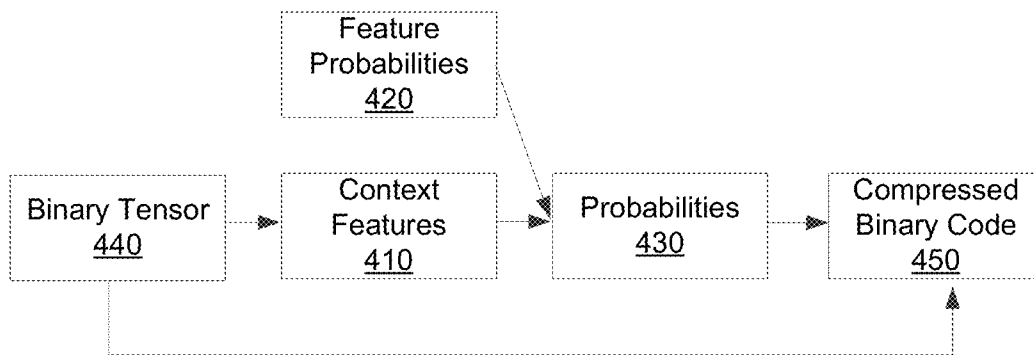 Feature
Probabilities
420
Binary Tensor
440
Context
Features
410
Probabilities
430
Compressed
Binary Code
450